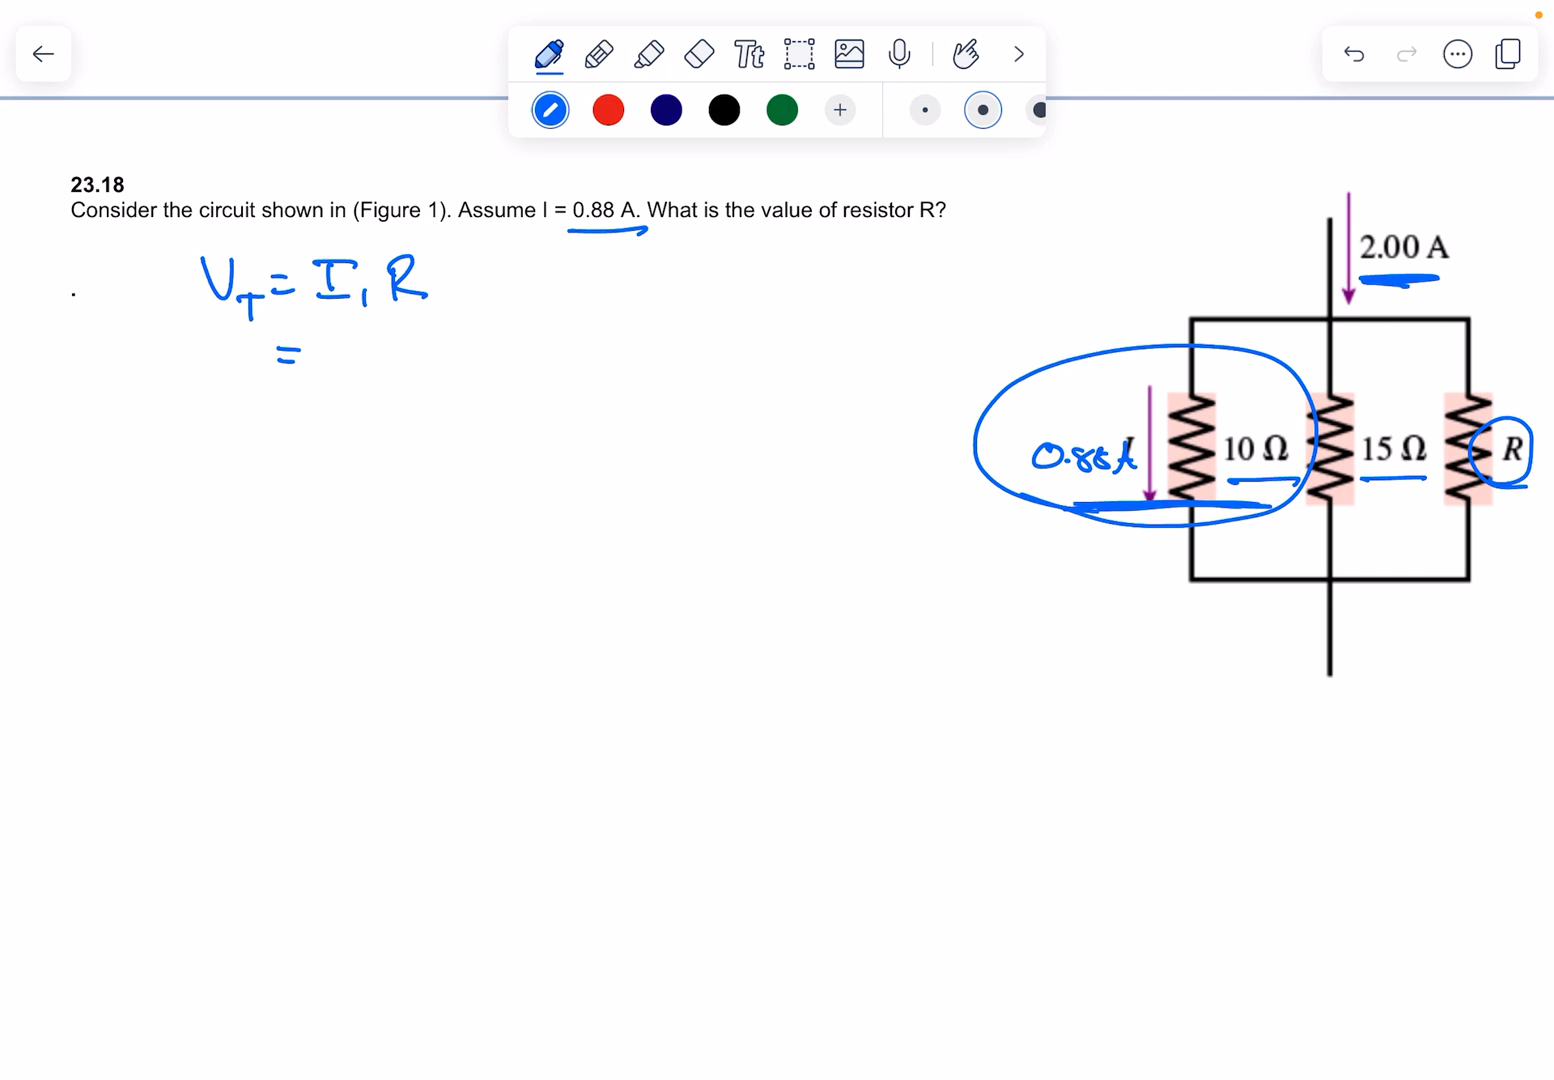 Tt
23.18
Consider the circuit shown in (Figure 1). Assume I = 0.88 A. What is the value of resistor R?
V_T = I_1 R
=
2.00 A
0.88A
10 Ω
15 Ω
R